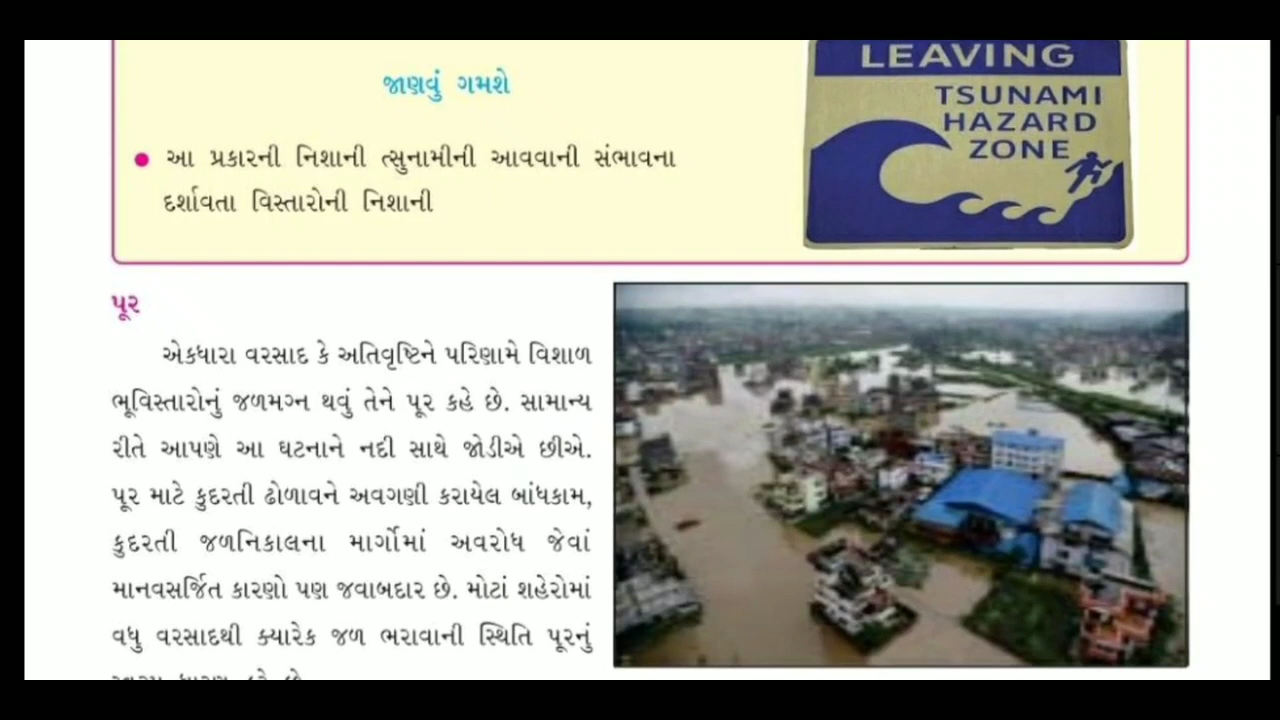 જાણવું ગમશે
આ પ્રકારની નિશાની ત્સુનામીની આવવાની સંભાવના
દર્શાવતા વિસ્તારોની નિશાની
LEAVING
TSUNAMI
HAZARD
ZONE
પૂર
એકધારા વરસાદ કે અતિવૃષ્ટિને પરિણામે વિશાળ
ભૂવિસ્તારોનું જળમગ્ન થવું તેને પૂર કહે છે. સામાન્ય
રીતે આપણે આ ઘટનાને નદી સાથે જોડીએ છીએ.
પૂર માટે કુદરતી ઢોળાવને અવગણી કરાયેલ બાંધકામ,
કુદરતી જળનિકાલના માર્ગોમાં અવરોધ જેવાં
માનવસર્જિત કારણો પણ જવાબદાર છે. મોટાં શહેરોમાં
વધુ વરસાદથી ક્યારેક જળ ભરાવાની સ્થિતિ પૂરનું